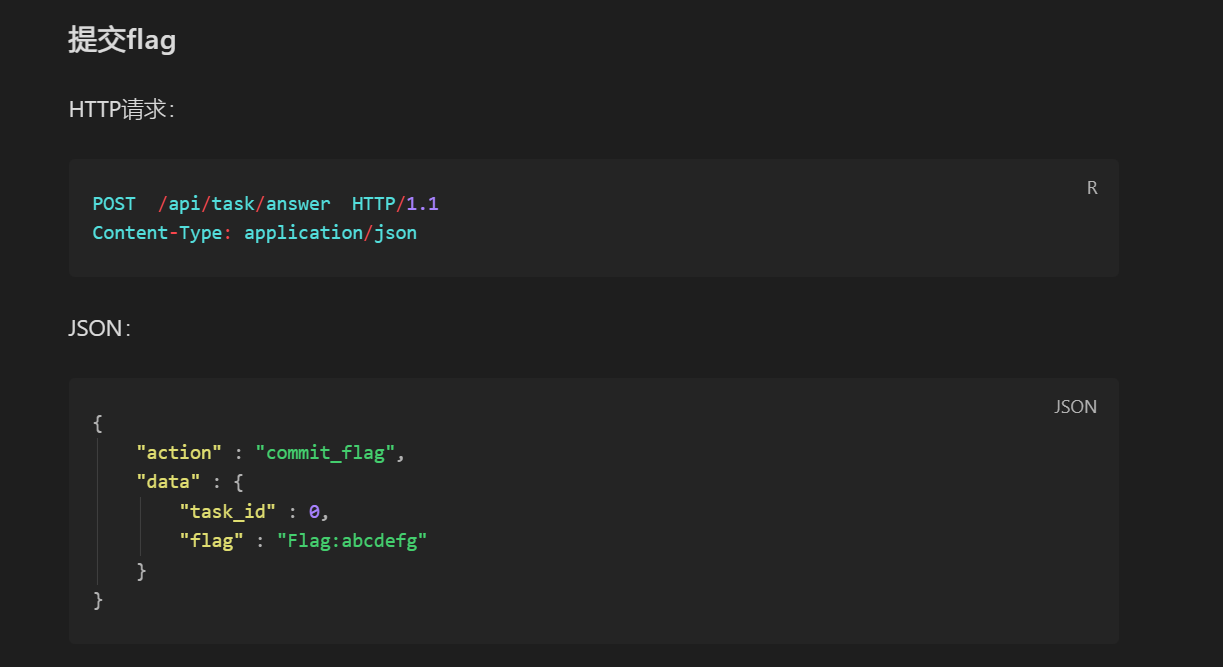 提交flag
HTTP请求：
R
POST  /api/task/answer  HTTP/1.1
Content-Type: application/json
JSON：
JSON
{
    "action" : "commit_flag",
    "data" : {
        "task_id" : 0,
        "flag" : "Flag:abcdefg"
    }
}